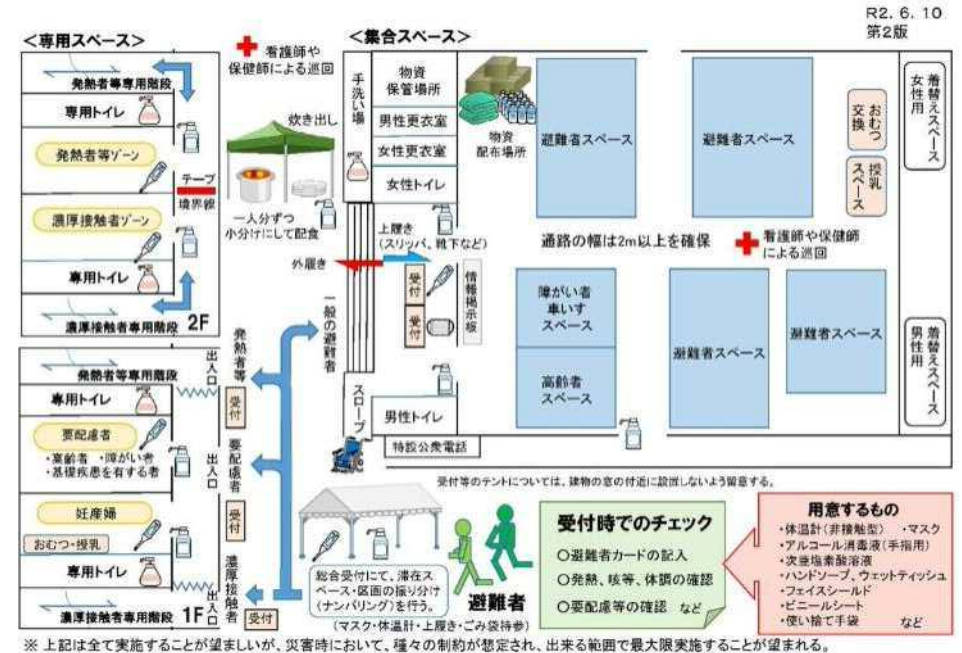 R2. 6. 10
第2版
＜専用スペース＞
看護師や
保健師による巡回
＜集合スペース＞
発熱者等専用階段
専用トイレ
発熱者等ゾーン
テープ
境界線
濃厚接触者ゾーン
専用トイレ
濃厚接触者専用階段
2F
炊き出し
一人分ずつ
小分けにして配食
手洗い場
物資
保管場所
男性更衣室
女性更衣室
女性トイレ
物資
配布場所
避難者スペース
避難者スペース
おむつ
交換
授乳
スペース
着替えスペース
女性用
上履き
(スリッパ、靴下など)
外履き
通路の幅は2m以上を確保
看護師や保健師
による巡回
受付
受付
情報掲示板
障がい者
車いす
スペース
高齢者
スペース
避難者スペース
避難者スペース
着替えスペース
男性用
一般の避難者
スロープ
男性トイレ
特設公衆電話
発熱者等専用階段
出入口
発熱者等
受付
専用トイレ
要配慮者
・高齢者 ・障がい者
・基礎疾患を有する者
出入口
要配慮者
受付
妊産婦
おむつ・授乳
専用トイレ
濃厚接触者専用階段
1F
出入口
濃厚接触者
受付
受付等のテントについては、建物の窓の付近に設置しないよう留意する。
総合受付にて、滞在ス
ペース・区画の振り分け
(ナンバリング)を行う。
避難者
(マスク・体温計・上履き・ごみ袋持参)
受付時でのチェック
○避難者カードの記入
○発熱、咳等、体調の確認
○要配慮等の確認 など
用意するもの
・体温計(非接触型) ・マスク
・アルコール消毒液(手指用)
・次亜塩素酸溶液
・ハンドソープ、ウェットティッシュ
・フェイスシールド
・ビニールシート
・使い捨て手袋 など
※ 上記は全て実施することが望ましいが、災害時において、種々の制約が想定され、出来る範囲で最大限実施することが望まれる。